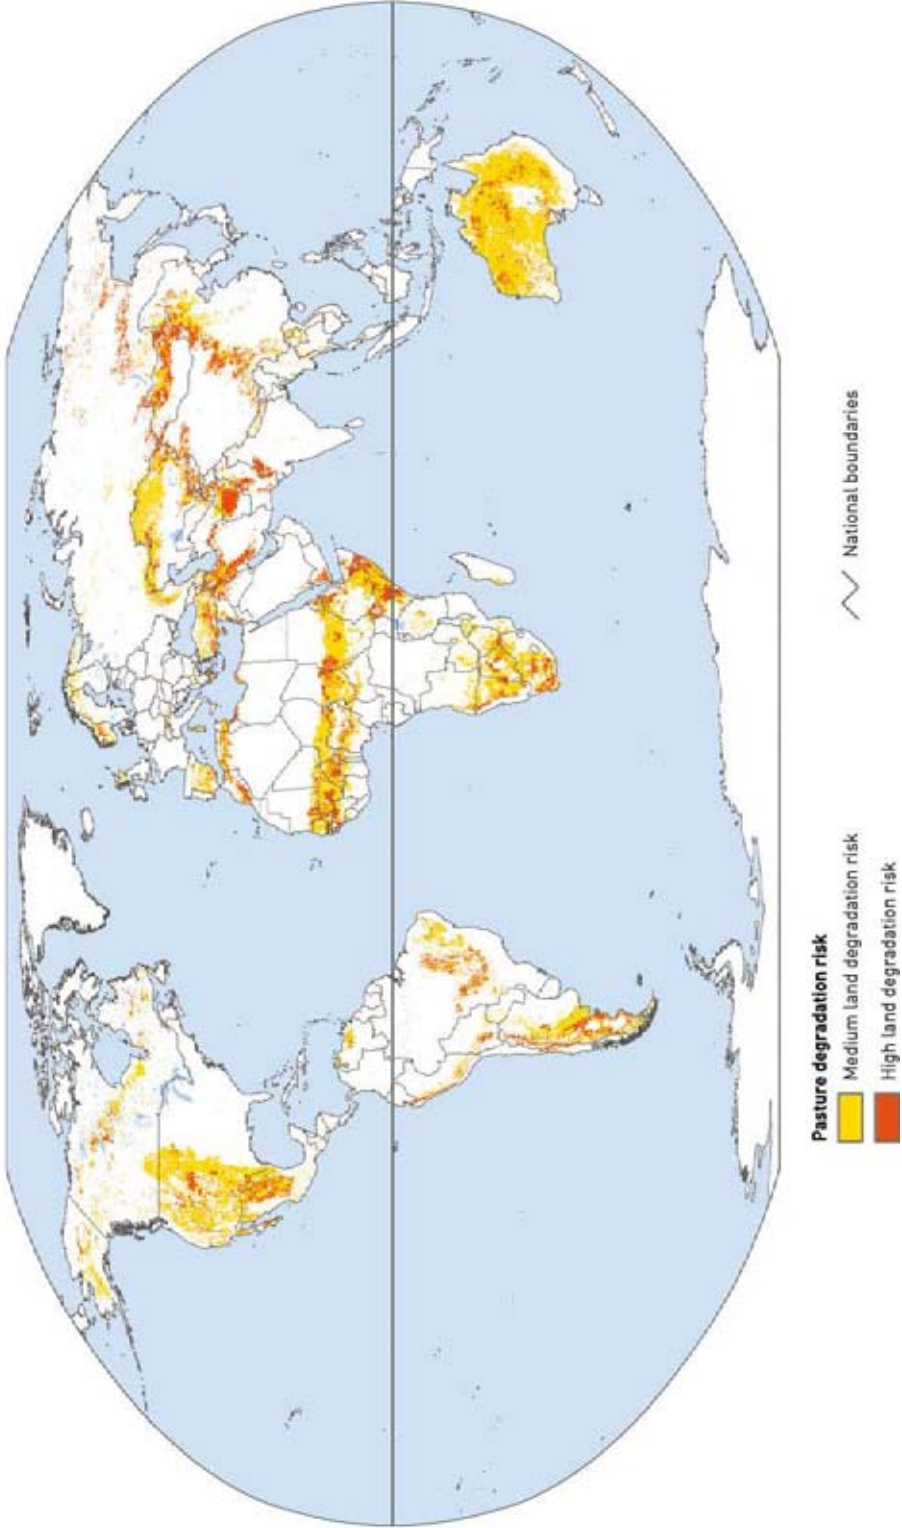 Pasture degradation risk
Medium land degradation risk
High land degradation risk
National boundaries